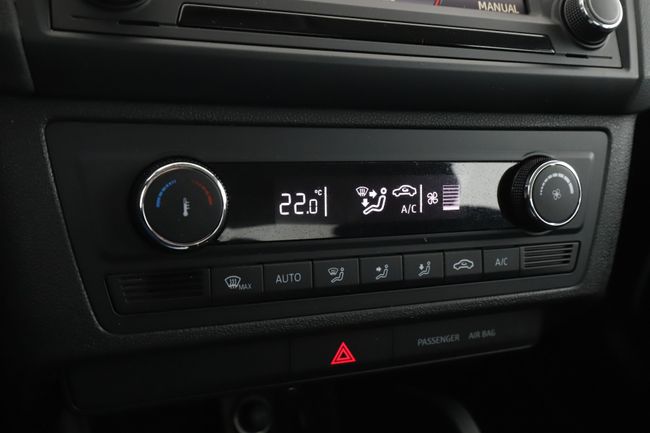 MANUAL
22.0 °C
A/C
MAX AUTO A/C
PASSENGER AIR BAG